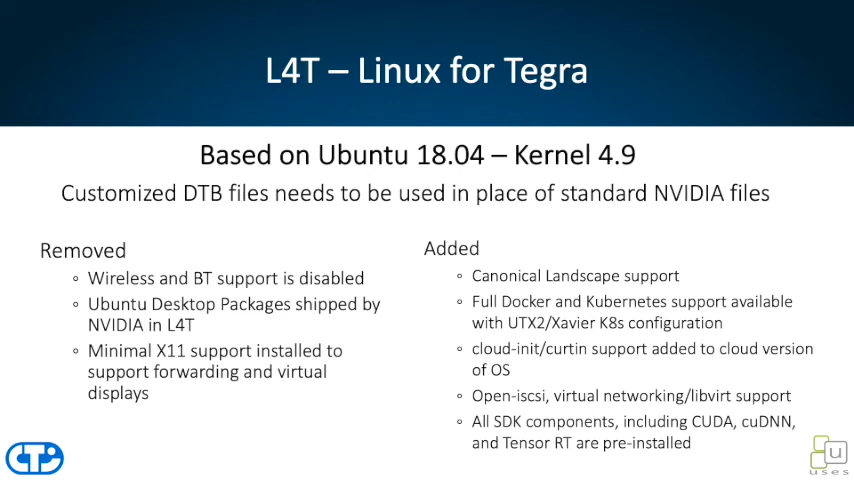 L4T – Linux for Tegra
Based on Ubuntu 18.04 – Kernel 4.9
Customized DTB files needs to be used in place of standard NVIDIA files
Removed
◦ Wireless and BT support is disabled
◦ Ubuntu Desktop Packages shipped by
NVIDIA in L4T
◦ Minimal X11 support installed to
support forwarding and virtual
displays
Added
◦ Canonical Landscape support
◦ Full Docker and Kubernetes support available
with UTX2/Xavier K8s configuration
◦ cloud-init/curtin support added to cloud version
of OS
◦ Open-iscsi, virtual networking/libvirt support
◦ All SDK components, including CUDA, cuDNN,
and Tensor RT are pre-installed
CTi
u
uses